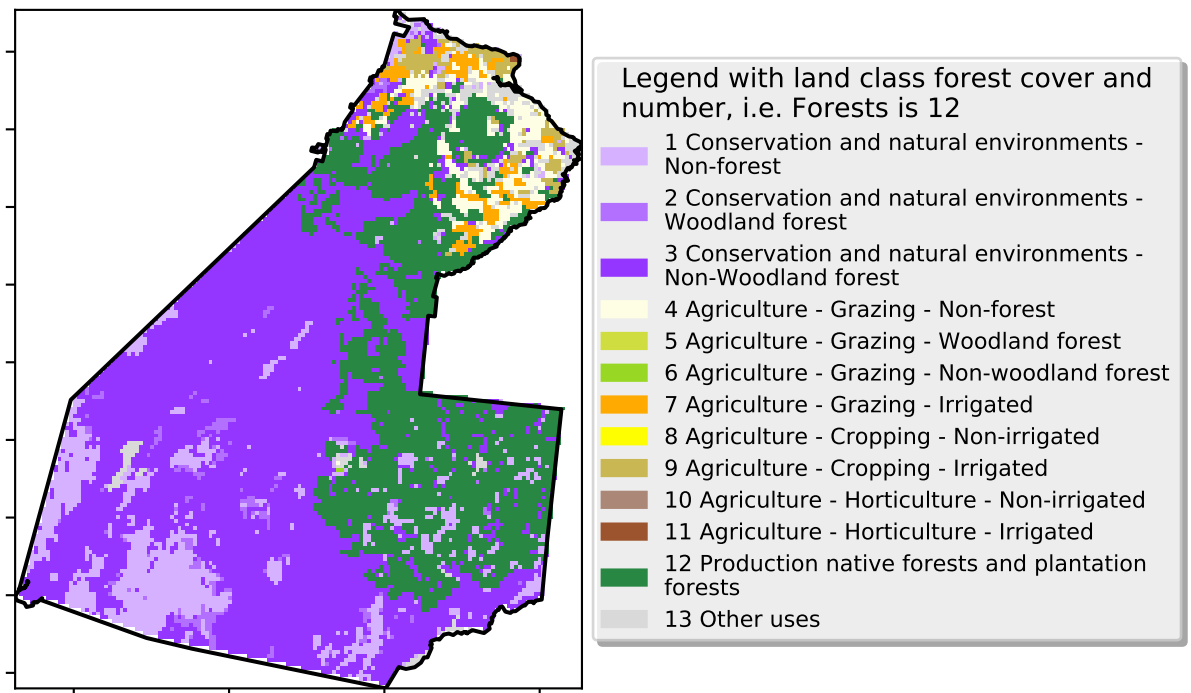 Legend with land class forest cover and
number, i.e. Forests is 12
1 Conservation and natural environments -
Non-forest
2 Conservation and natural environments -
Woodland forest
3 Conservation and natural environments -
Non-Woodland forest
4 Agriculture - Grazing - Non-forest
5 Agriculture - Grazing - Woodland forest
6 Agriculture - Grazing - Non-woodland forest
7 Agriculture - Grazing - Irrigated
8 Agriculture - Cropping - Non-irrigated
9 Agriculture - Cropping - Irrigated
10 Agriculture - Horticulture - Non-irrigated
11 Agriculture - Horticulture - Irrigated
12 Production native forests and plantation
forests
13 Other uses